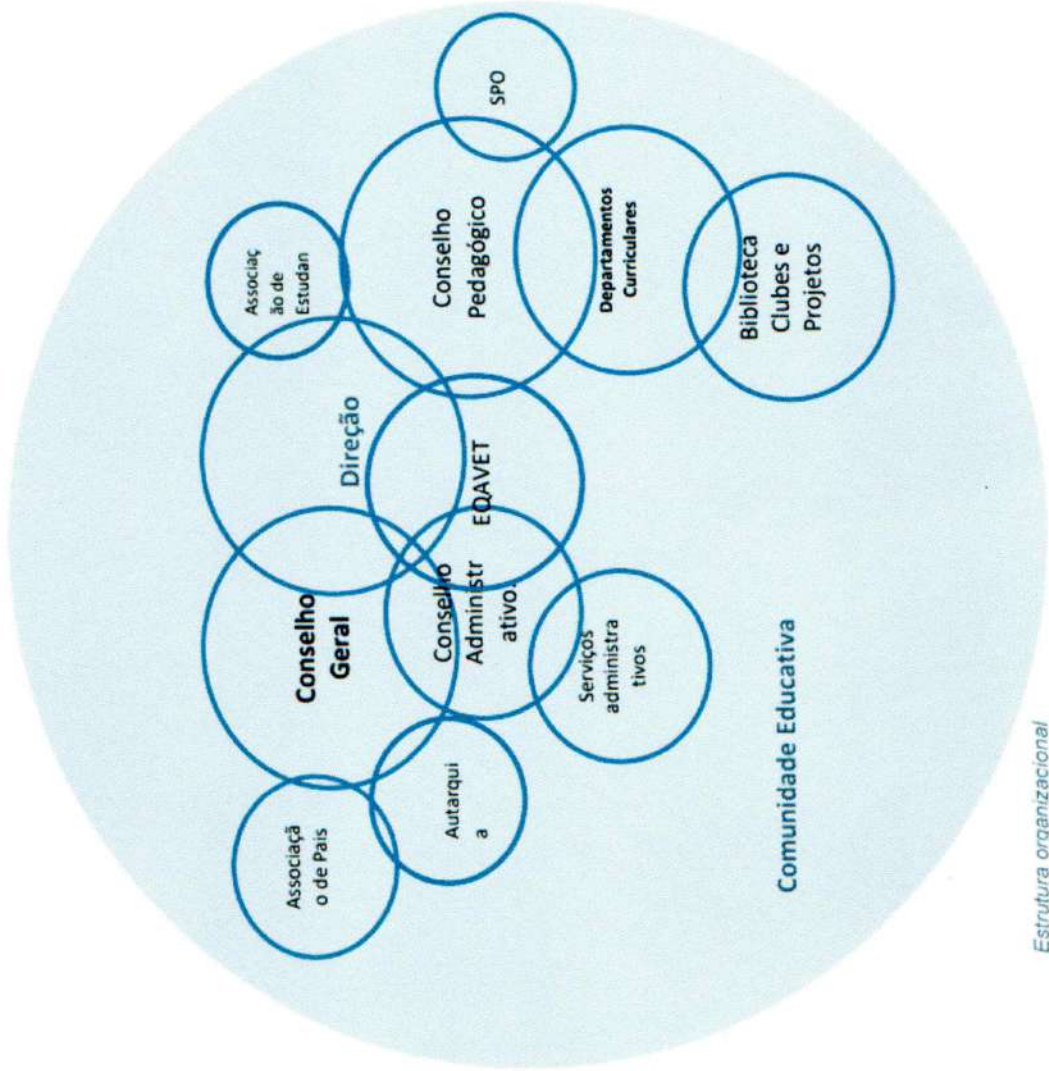 Associaçã
o de Pais
Autarqui
a
Conselho
Geral
Direção
Associaç
ão de
Estudan
Conselho
Administr
ativo.
EQAVET
Conselho
Pedagógico
SPO
Serviços
administra
tivos
Departamentos
Curriculares
Biblioteca
Clubes e
Projetos
Comunidade Educativa
Estrutura organizacional